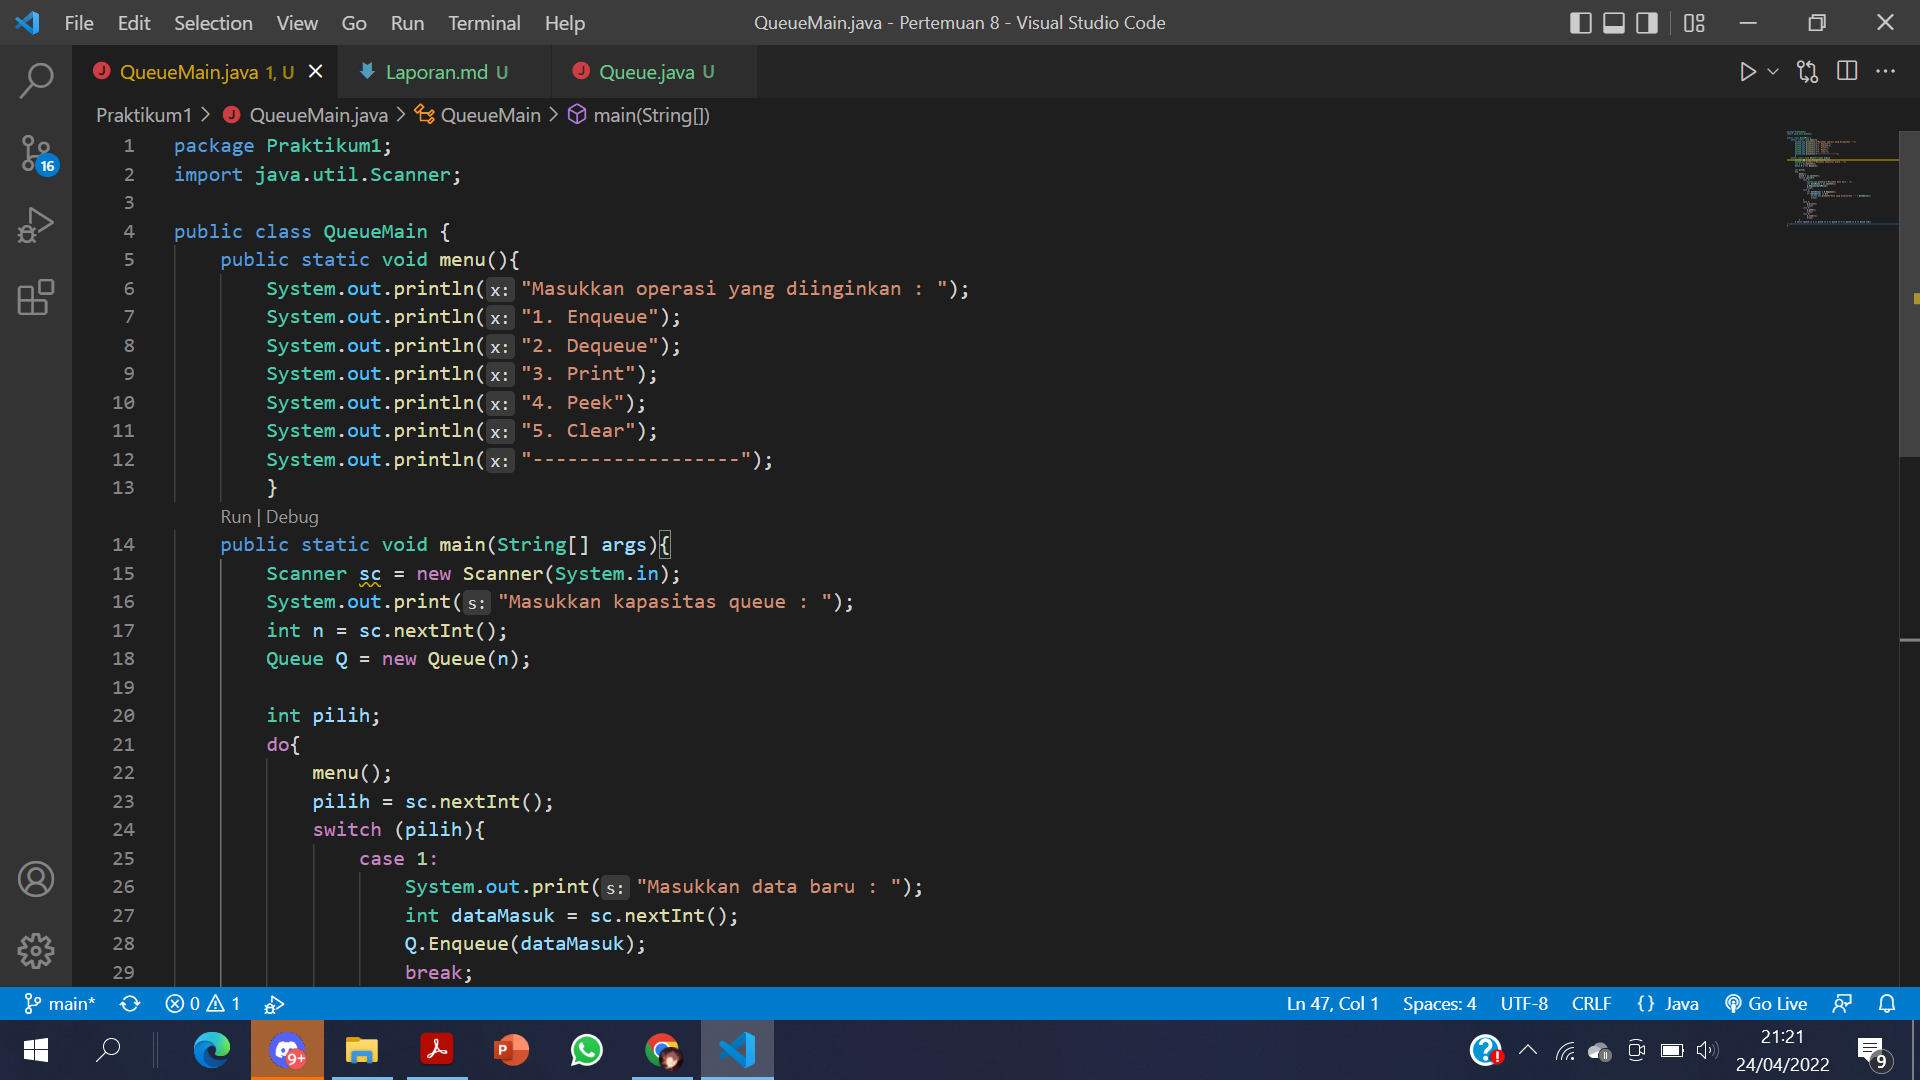 File Edit Selection View Go Run Terminal Help QueueMain.java - Pertemuan 8 - Visual Studio Code
QueueMain.java 1, U Laporan.md U Queue.java U
Praktikum1 > QueueMain.java > QueueMain > main(String[])
1 package Praktikum1;
2 import java.util.Scanner;
3
4 public class QueueMain {
5 public static void menu(){
6 System.out.println(x: "Masukkan operasi yang diinginkan : ");
7 System.out.println(x: "1. Enqueue");
8 System.out.println(x: "2. Dequeue");
9 System.out.println(x: "3. Print");
10 System.out.println(x: "4. Peek");
11 System.out.println(x: "5. Clear");
12 System.out.println(x: "------------------");
13 }
Run | Debug
14 public static void main(String[] args){
15 Scanner sc = new Scanner(System.in);
16 System.out.print(s: "Masukkan kapasitas queue : ");
17 int n = sc.nextInt();
18 Queue Q = new Queue(n);
19
20 int pilih;
21 do{
22 menu();
23 pilih = sc.nextInt();
24 switch (pilih){
25 case 1:
26 System.out.print(s: "Masukkan data baru : ");
27 int dataMasuk = sc.nextInt();
28 Q.Enqueue(dataMasuk);
29 break;
16
main* 0 1 Ln 47, Col 1 Spaces: 4 UTF-8 CRLF {} Java Go Live
9+
21:21
24/04/2022
9